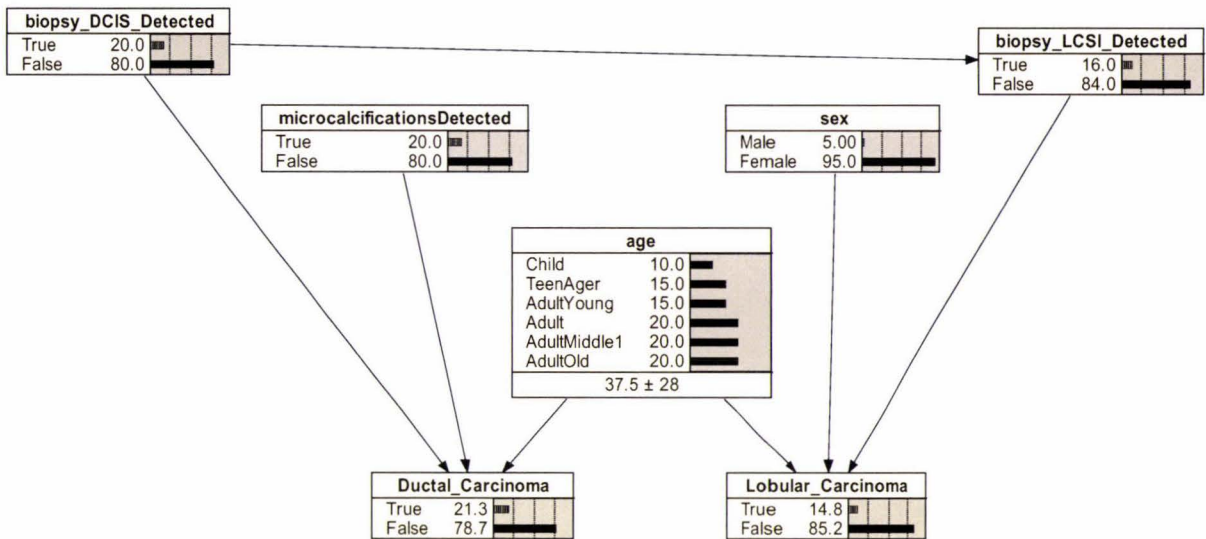 biopsy_DCIS_Detected
True 20.0
False 80.0
biopsy_LCSI_Detected
True 16.0
False 84.0
microcalcificationsDetected
True 20.0
False 80.0
sex
Male 5.00
Female 95.0
age
Child 10.0
TeenAger 15.0
AdultYoung 15.0
Adult 20.0
AdultMiddle1 20.0
AdultOld 20.0
37.5 ± 28
Ductal_Carcinoma
True 21.3
False 78.7
Lobular_Carcinoma
True 14.8
False 85.2